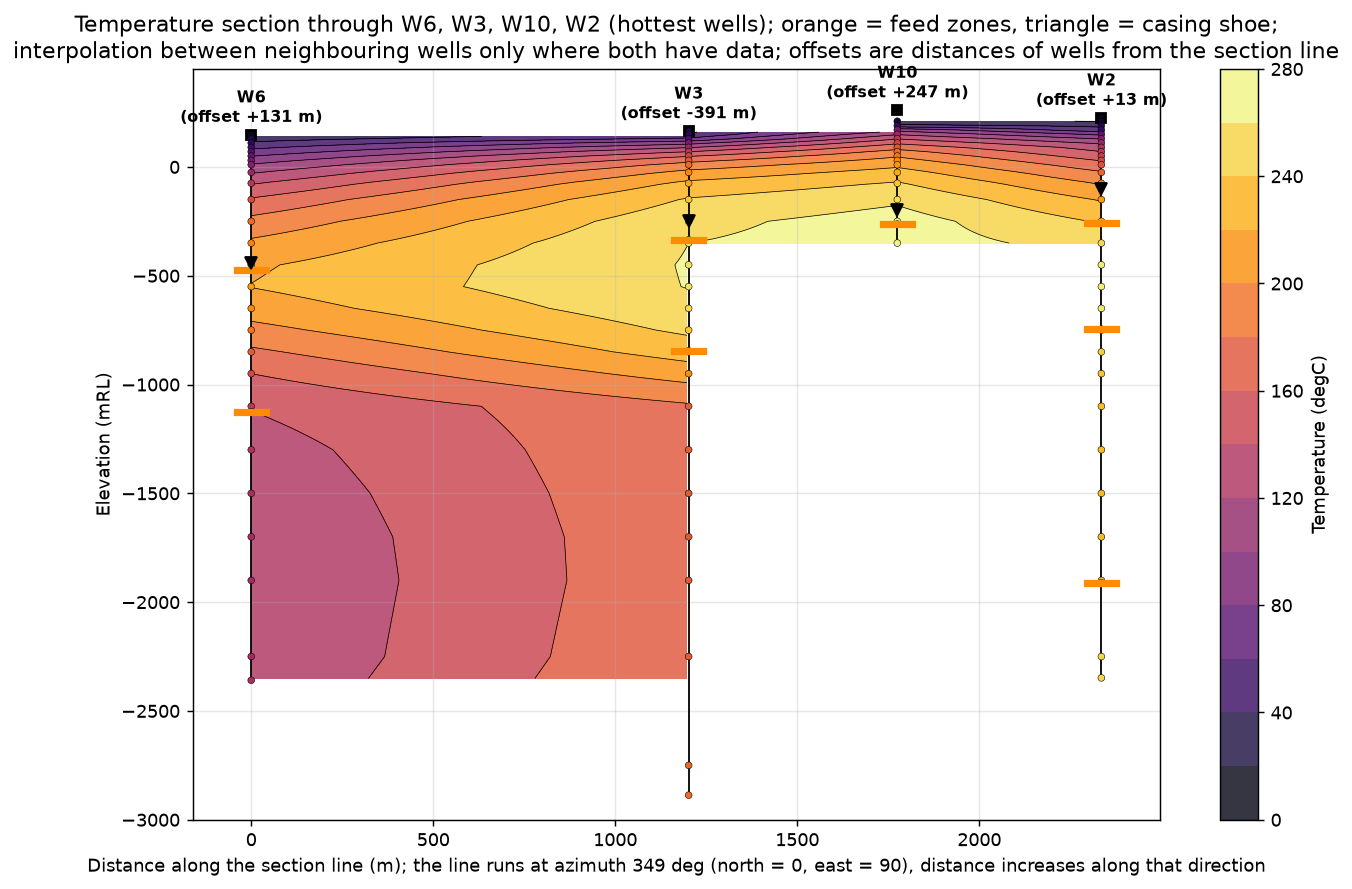 Temperature section through W6, W3, W10, W2 (hottest wells); orange = feed zones, triangle = casing shoe;
interpolation between neighbouring wells only where both have data; offsets are distances of wells from the section line
W6
(offset +131 m)
W3
(offset -391 m)
W10
(offset +247 m)
W2
(offset +13 m)
Elevation (mRL)
0
−500
−1000
−1500
−2000
−2500
−3000
0
500
1000
1500
2000
Distance along the section line (m); the line runs at azimuth 349 deg (north = 0, east = 90), distance increases along that direction
280
240
200
160
120
80
40
0
Temperature (degC)